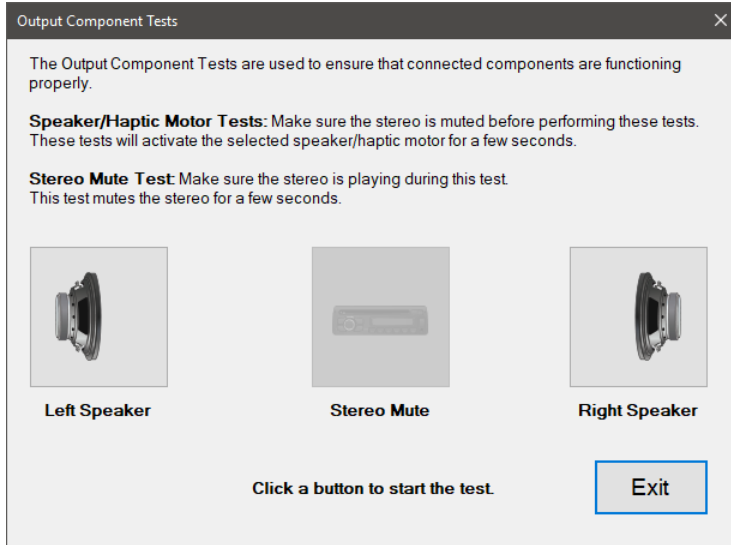 Output Component Tests
The Output Component Tests are used to ensure that connected components are functioning
properly.
Speaker/Haptic Motor Tests: Make sure the stereo is muted before performing these tests.
These tests will activate the selected speaker/haptic motor for a few seconds.
Stereo Mute Test: Make sure the stereo is playing during this test.
This test mutes the stereo for a few seconds.
Left Speaker
Stereo Mute
Right Speaker
Click a button to start the test.
Exit